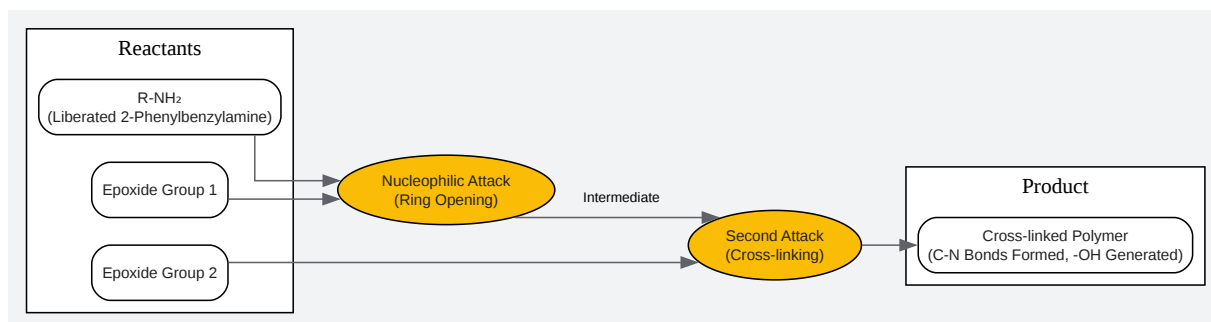 Reactants
R-NH₂
(Liberated 2-Phenylbenzylamine)
Epoxide Group 1
Epoxide Group 2
Nucleophilic Attack
(Ring Opening)
Intermediate
Second Attack
(Cross-linking)
Product
Cross-linked Polymer
(C-N Bonds Formed, -OH Generated)